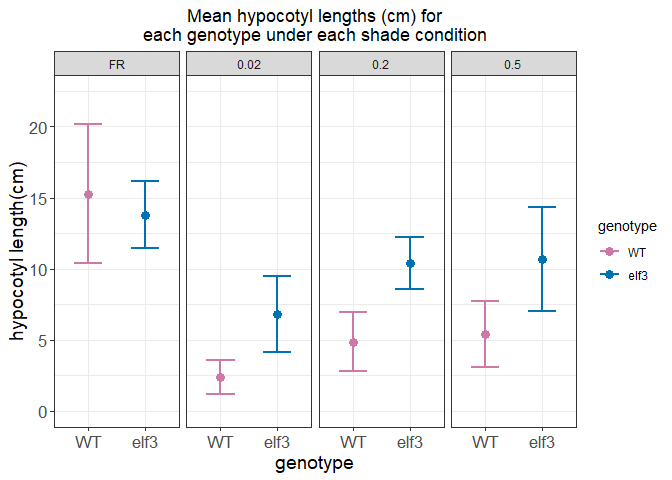 Mean hypocotyl lengths (cm) for
each genotype under each shade condition
FR
0.02
0.2
0.5
hypocotyl length(cm)
20
15
10
5
0
WT
elf3
WT
elf3
WT
elf3
WT
elf3
genotype
genotype
WT
elf3